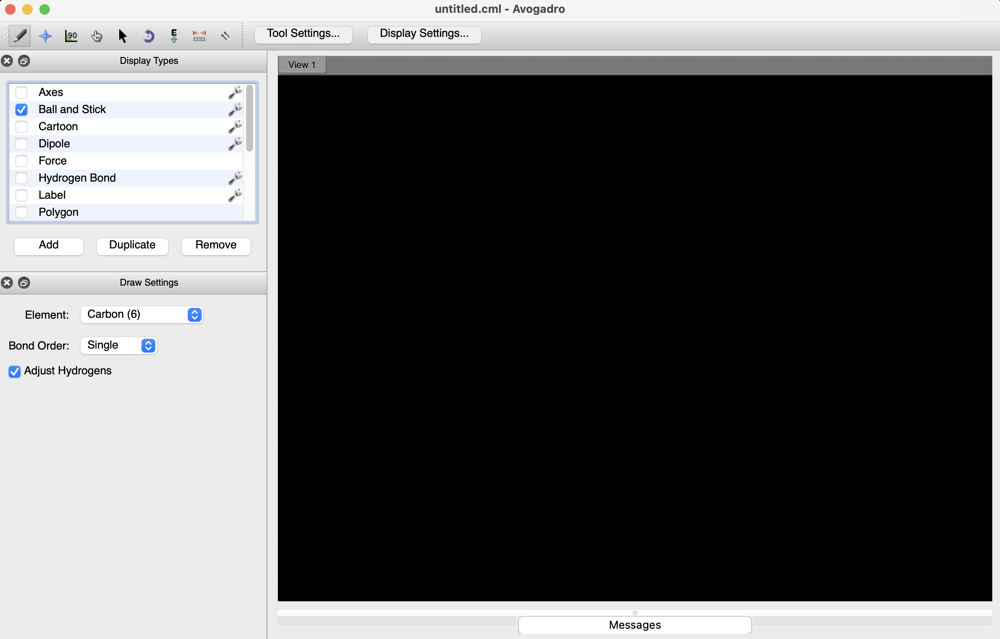 untitled.cml - Avogadro
90
E
Tool Settings...
Display Settings...
Display Types
Axes
Ball and Stick
Cartoon
Dipole
Force
Hydrogen Bond
Label
Polygon
Add
Duplicate
Remove
Draw Settings
Element:
Carbon (6)
Bond Order:
Single
Adjust Hydrogens
View 1
Messages